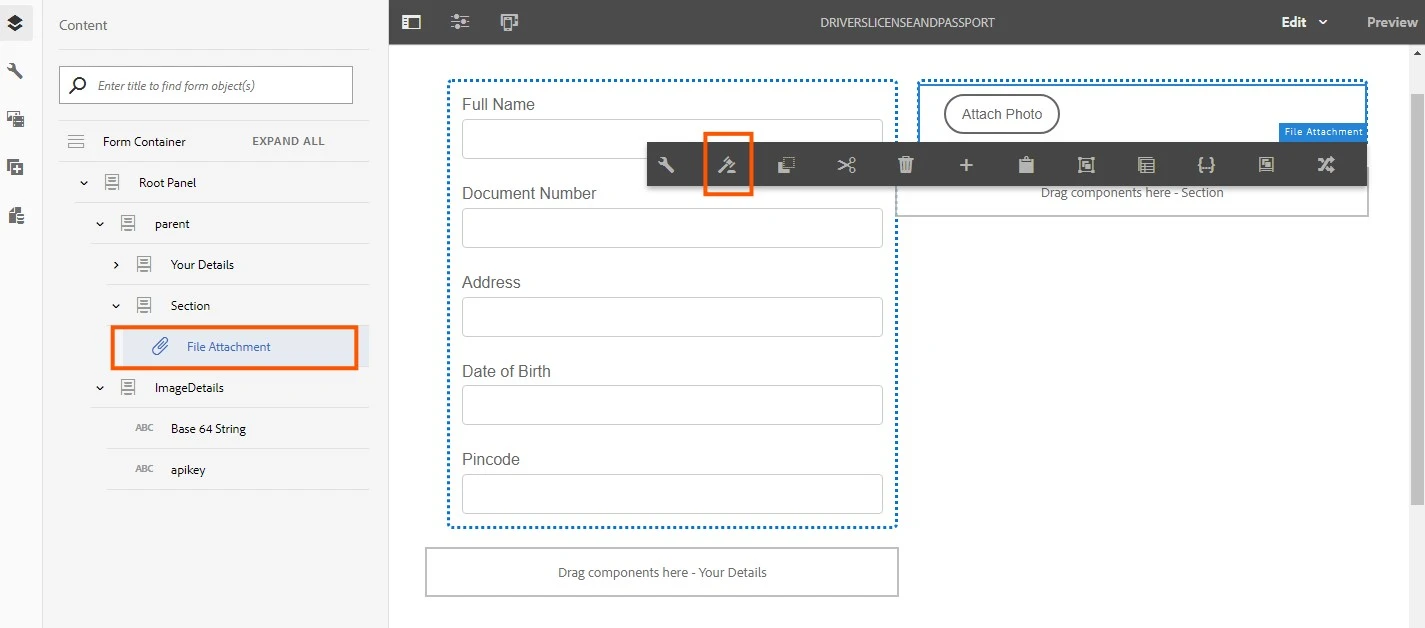 Content
Enter title to find form object(s)
Form Container EXPAND ALL
Root Panel
parent
Your Details
Section
File Attachment
ImageDetails
ABC Base 64 String
ABC apikey
DRIVERSLICENSEANDPASSPORT
Edit
Preview
Full Name
Document Number
Address
Date of Birth
Pincode
Drag components here - Your Details
Attach Photo
File Attachment
Drag components here - Section